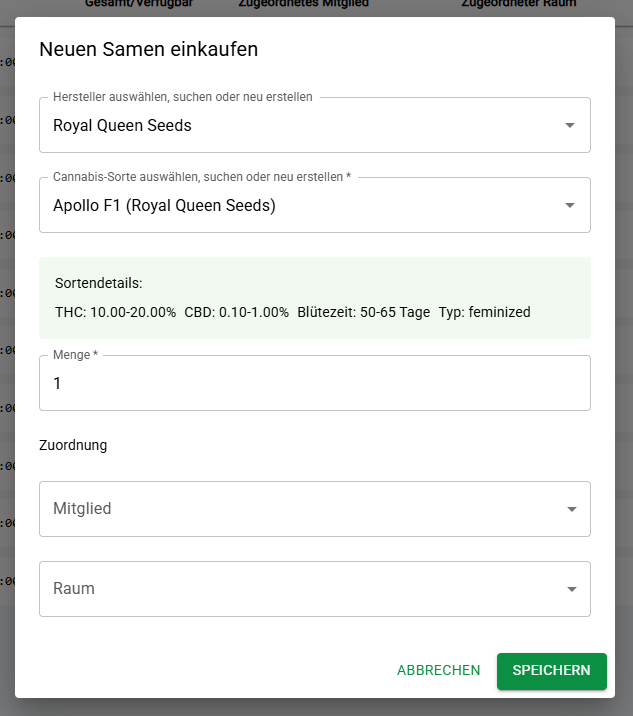 Gesamt/Verfügbar Zugeordnetes Mitglied Zugeordneter Raum
Neuen Samen einkaufen
Hersteller auswählen, suchen oder neu erstellen
Royal Queen Seeds
Cannabis-Sorte auswählen, suchen oder neu erstellen *
Apollo F1 (Royal Queen Seeds)
Sortendetails:
THC: 10.00-20.00% CBD: 0.10-1.00% Blütezeit: 50-65 Tage Typ: feminized
Menge *
1
Zuordnung
Mitglied
Raum
ABBRECHEN SPEICHERN